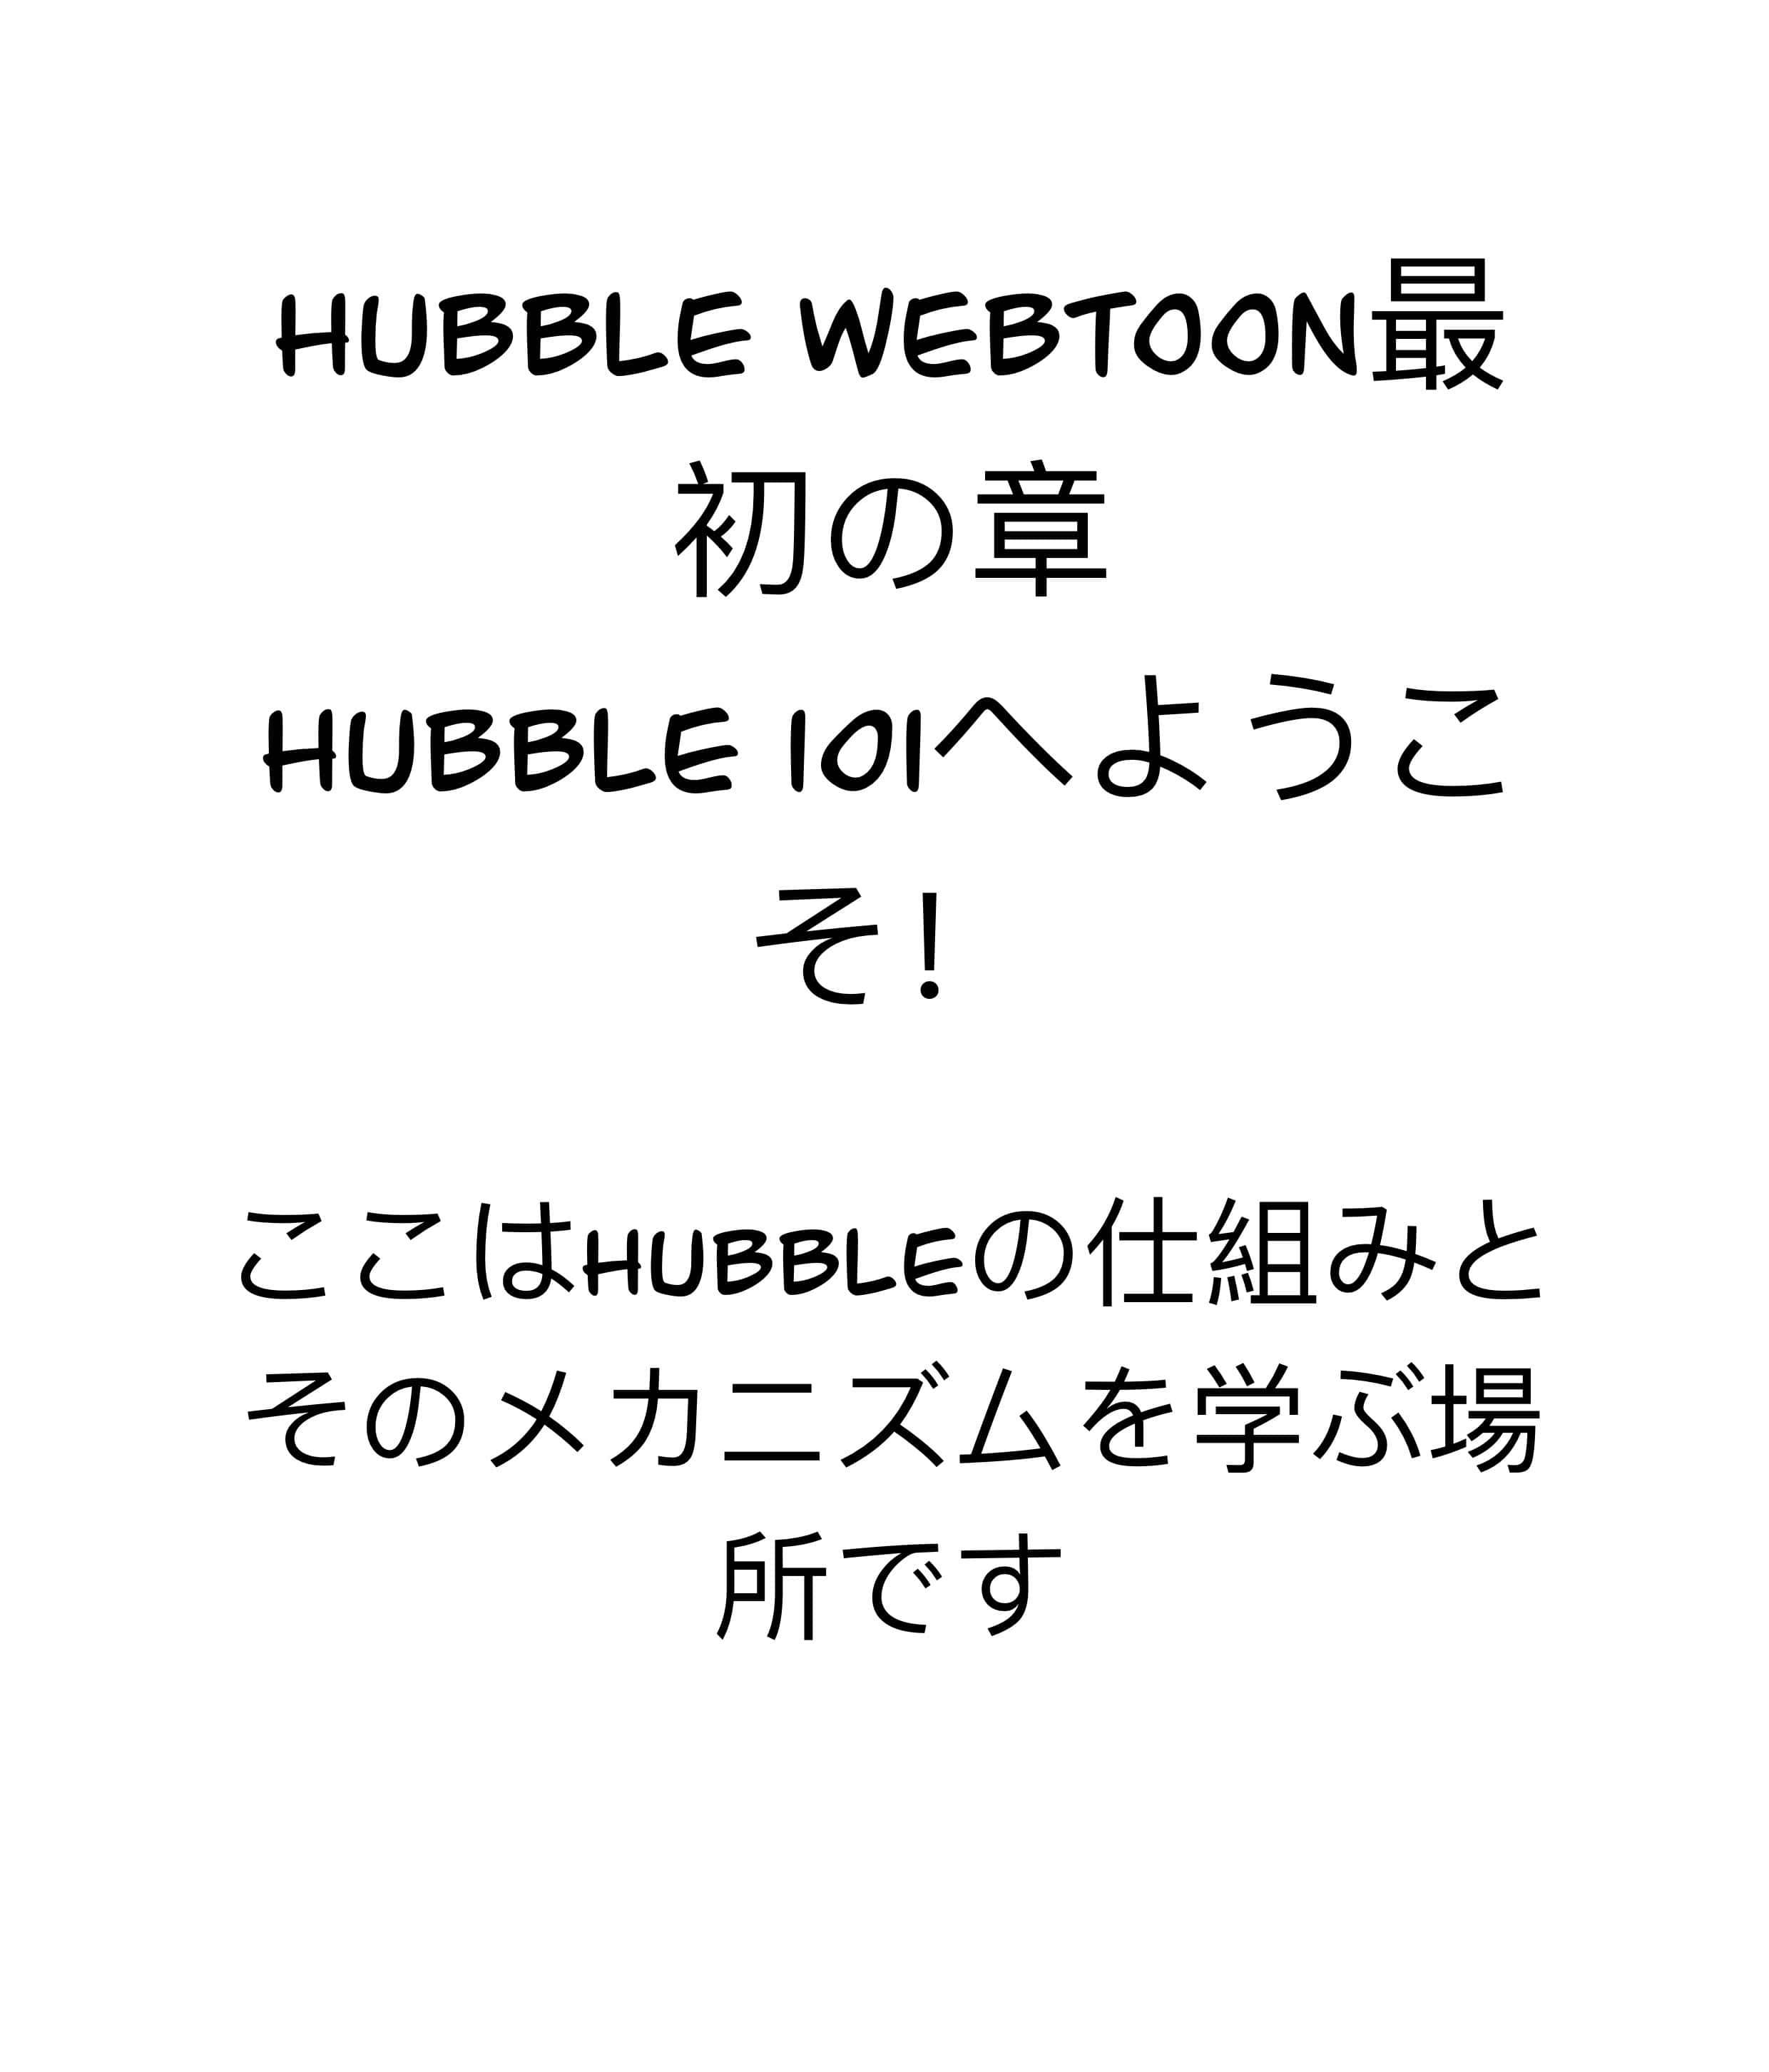 HUBBLE WEBTOON最
初の章
HUBBLE 101へようこ
そ！
ここはHUBBLEの仕組みと
そのメカニズムを学ぶ場
所です